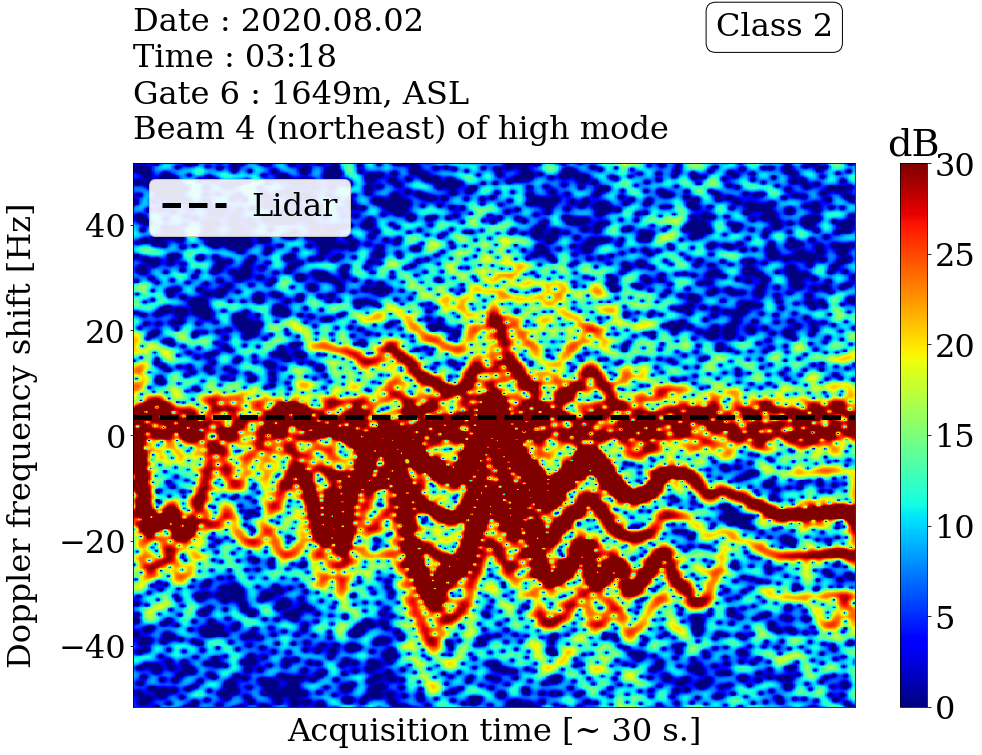 Date : 2020.08.02
Time : 03:18
Gate 6 : 1649m, ASL
Beam 4 (northeast) of high mode
Class 2
dB
Lidar
Doppler frequency shift [Hz]
40
20
0
−20
−40
30
25
20
15
10
5
0
Acquisition time [~ 30 s.]